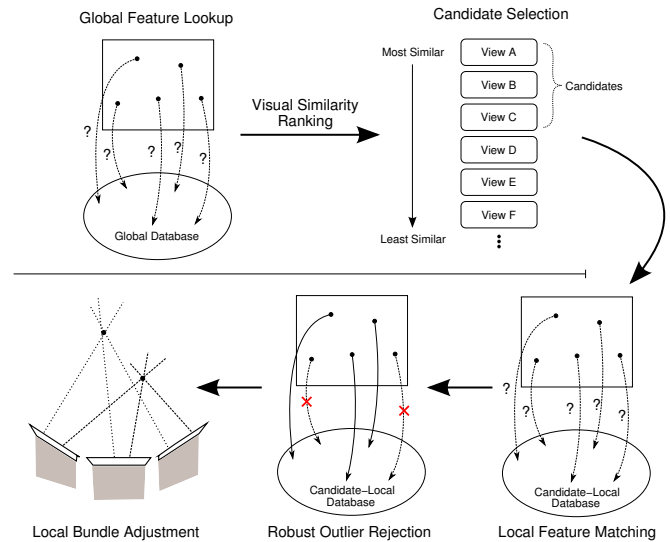 Global Feature Lookup
?
?
?
?
Global Database
Visual Similarity
Ranking
Candidate Selection
Most Similar
View A
View B
View C
View D
View E
View F
Candidates
Least Similar
Local Bundle Adjustment
Candidate−Local
Database
Robust Outlier Rejection
?
?
?
?
Candidate−Local
Database
Local Feature Matching